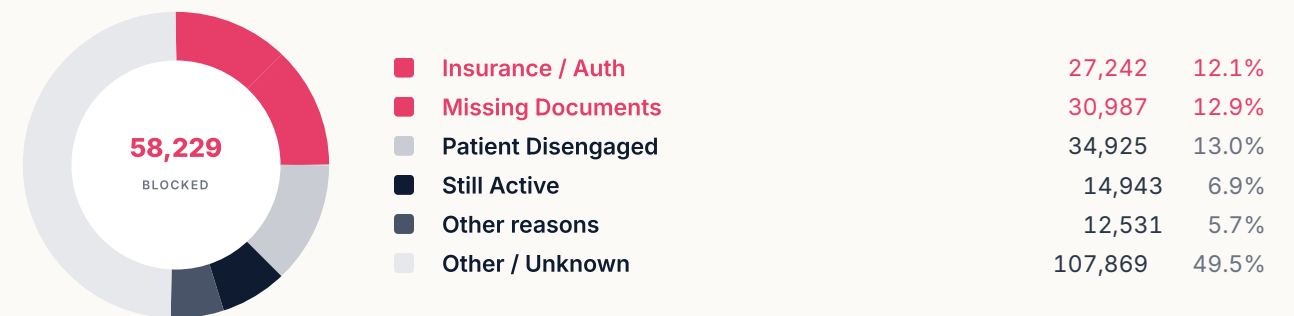 58,229
BLOCKED
Insurance / Auth 27,242 12.1%
Missing Documents 30,987 12.9%
Patient Disengaged 34,925 13.0%
Still Active 14,943 6.9%
Other reasons 12,531 5.7%
Other / Unknown 107,869 49.5%